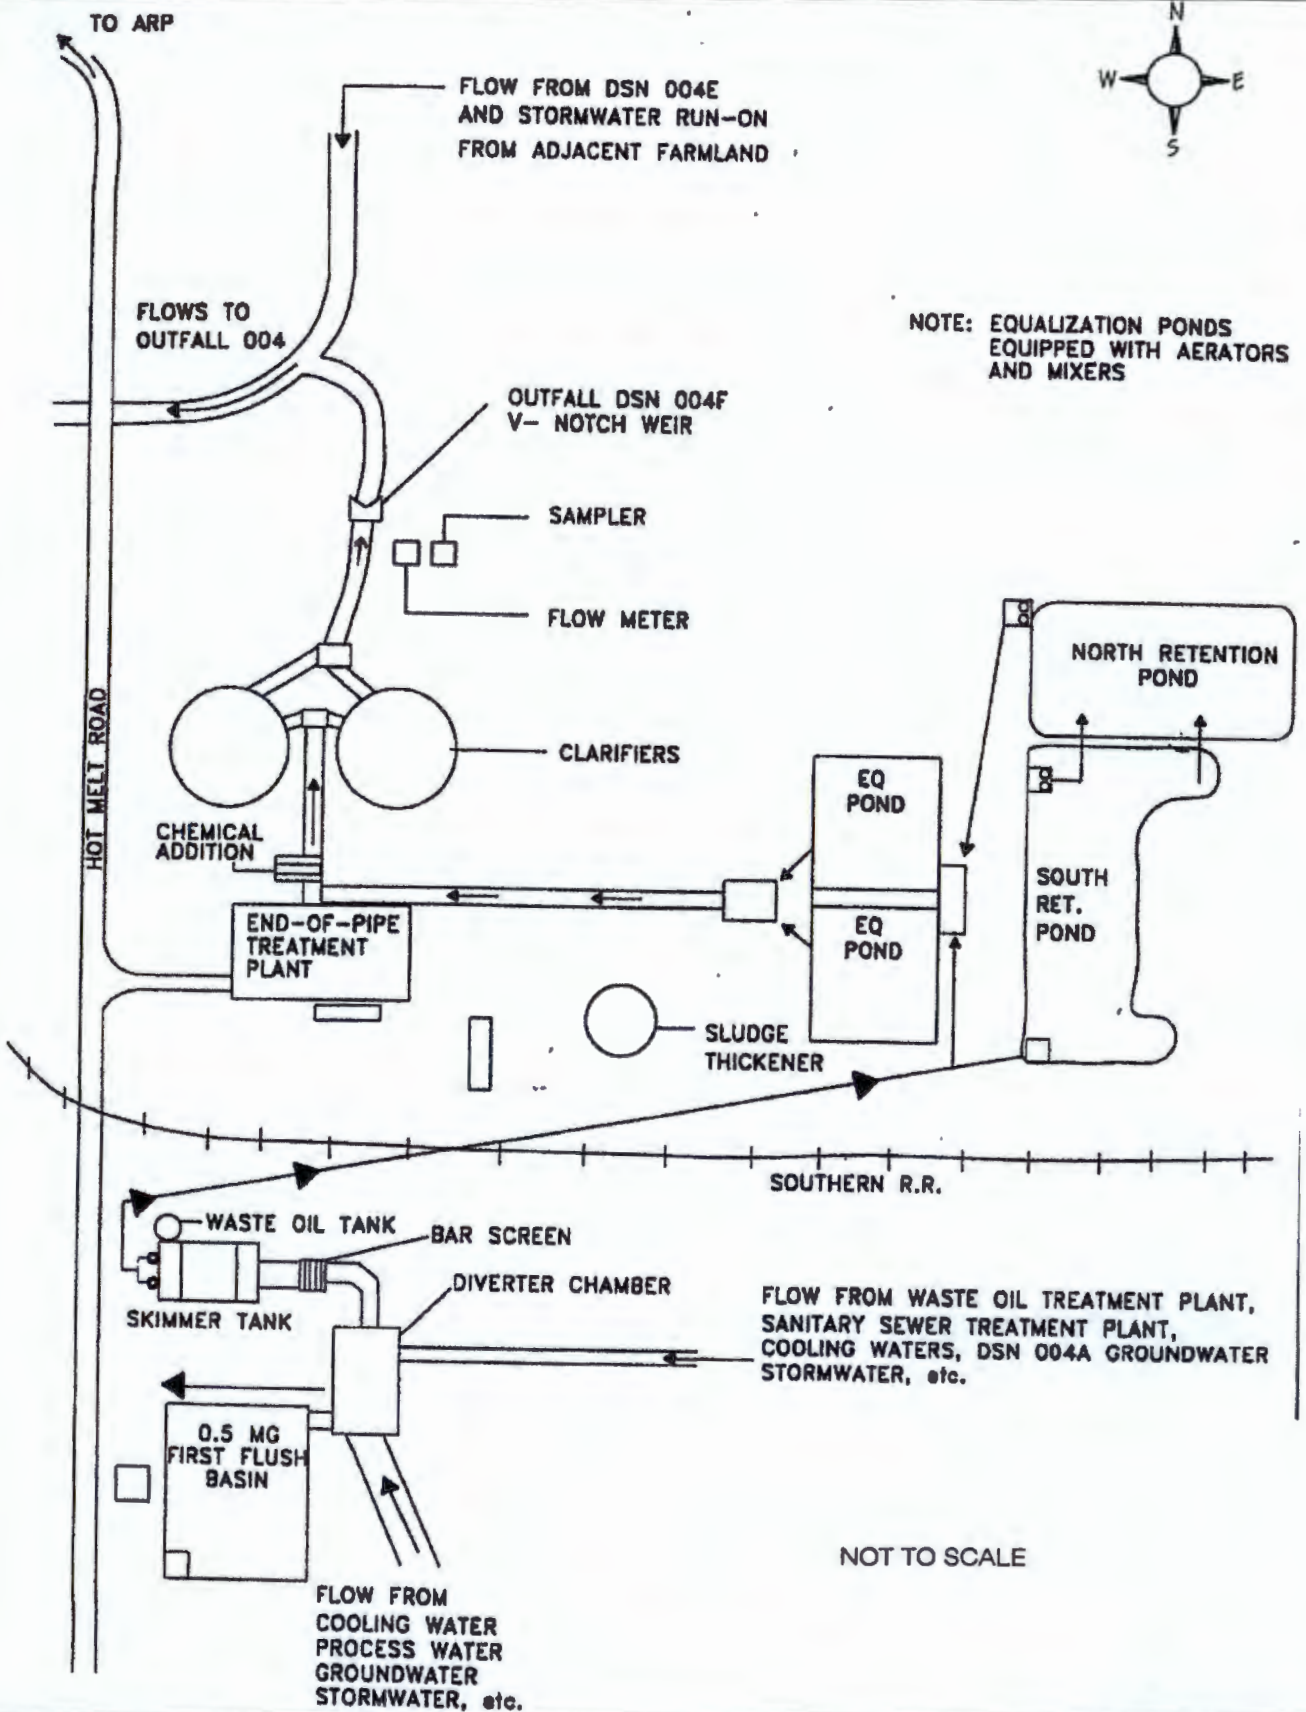 TO ARP
N
W
E
S
FLOW FROM DSN 004E
AND STORMWATER RUN-ON
FROM ADJACENT FARMLAND
FLOWS TO
OUTFALL 004
NOTE: EQUALIZATION PONDS
EQUIPPED WITH AERATORS
AND MIXERS
OUTFALL DSN 004F
V- NOTCH WEIR
SAMPLER
FLOW METER
NORTH RETENTION
POND
HOT MELT ROAD
CLARIFIERS
EQ
POND
CHEMICAL
ADDITION
SOUTH
RET.
POND
END-OF-PIPE
TREATMENT
PLANT
EQ
POND
SLUDGE
THICKENER
SOUTHERN R.R.
WASTE OIL TANK
BAR SCREEN
DIVERTER CHAMBER
SKIMMER TANK
FLOW FROM WASTE OIL TREATMENT PLANT,
SANITARY SEWER TREATMENT PLANT,
COOLING WATERS, DSN 004A GROUNDWATER
STORMWATER, etc.
0.5 MG
FIRST FLUSH
BASIN
NOT TO SCALE
FLOW FROM
COOLING WATER
PROCESS WATER
GROUNDWATER
STORMWATER, etc.